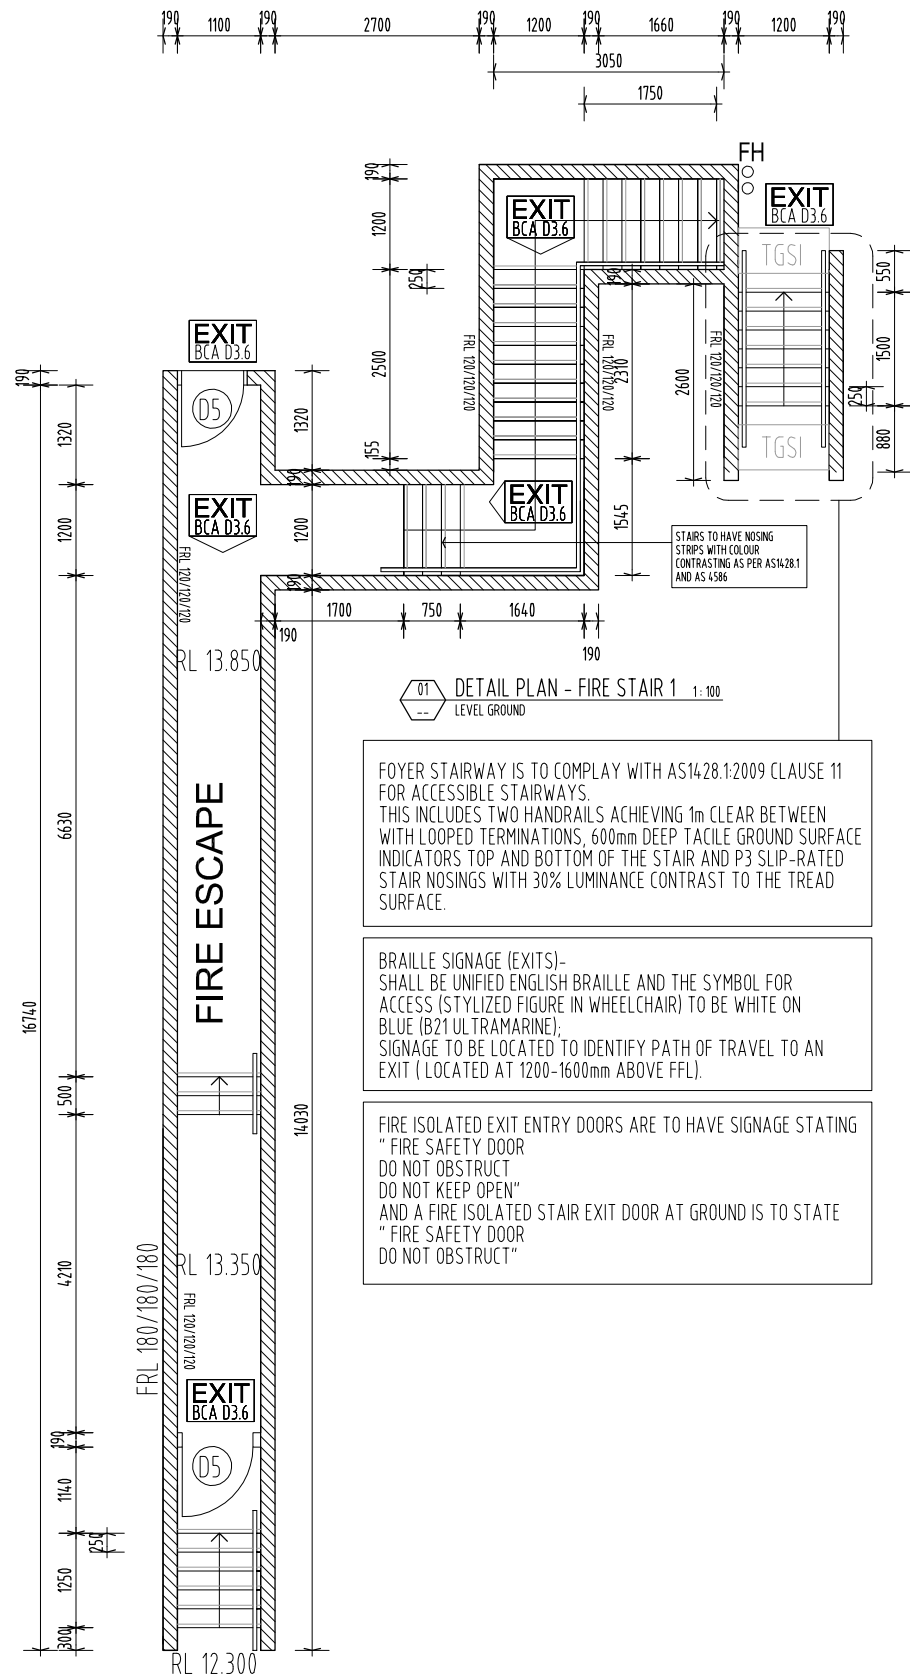 190
1100
190
2700
190
1200
190
1660
190
1200
190
3050
1750
FH
EXIT
BCA D3.6
EXIT
BCA D3.6
TGSI
190
1200
250
2500
155
190
2310
2600
FRL 120/120/120
FRL 120/120/120
FRL 120/120/120
550
1500
250
880
TGSI
EXIT
BCA D3.6
190
D5
1320
1320
190
EXIT
BCA D3.6
EXIT
BCA D3.6
1200
1200
1545
FRL 120/120/120
190
STAIRS TO HAVE NOSING
STRIPS WITH COLOUR
CONTRASTING AS PER AS1428.1
AND AS 4586
1700
750
1640
190
190
RL 13.850
01
--
DETAIL PLAN - FIRE STAIR 1
1 : 100
LEVEL GROUND
FOYER STAIRWAY IS TO COMPLAY WITH AS1428.1:2009 CLAUSE 11
FOR ACCESSIBLE STAIRWAYS.
THIS INCLUDES TWO HANDRAILS ACHIEVING 1m CLEAR BETWEEN
WITH LOOPED TERMINATIONS, 600mm DEEP TACILE GROUND SURFACE
INDICATORS TOP AND BOTTOM OF THE STAIR AND P3 SLIP-RATED
STAIR NOSINGS WITH 30% LUMINANCE CONTRAST TO THE TREAD
SURFACE.
6630
FIRE ESCAPE
BRAILLE SIGNAGE (EXITS)-
SHALL BE UNIFIED ENGLISH BRAILLE AND THE SYMBOL FOR
ACCESS (STYLIZED FIGURE IN WHEELCHAIR) TO BE WHITE ON
BLUE (B21 ULTRAMARINE);
SIGNAGE TO BE LOCATED TO IDENTIFY PATH OF TRAVEL TO AN
EXIT ( LOCATED AT 1200-1600mm ABOVE FFL).
16740
500
14030
FIRE ISOLATED EXIT ENTRY DOORS ARE TO HAVE SIGNAGE STATING
" FIRE SAFETY DOOR
DO NOT OBSTRUCT
DO NOT KEEP OPEN"
AND A FIRE ISOLATED STAIR EXIT DOOR AT GROUND IS TO STATE
" FIRE SAFETY DOOR
DO NOT OBSTRUCT"
4210
RL 13.350
FRL 180/180/180
FRL 120/120/120
EXIT
BCA D3.6
190
D5
1140
250
1250
300
RL 12.300